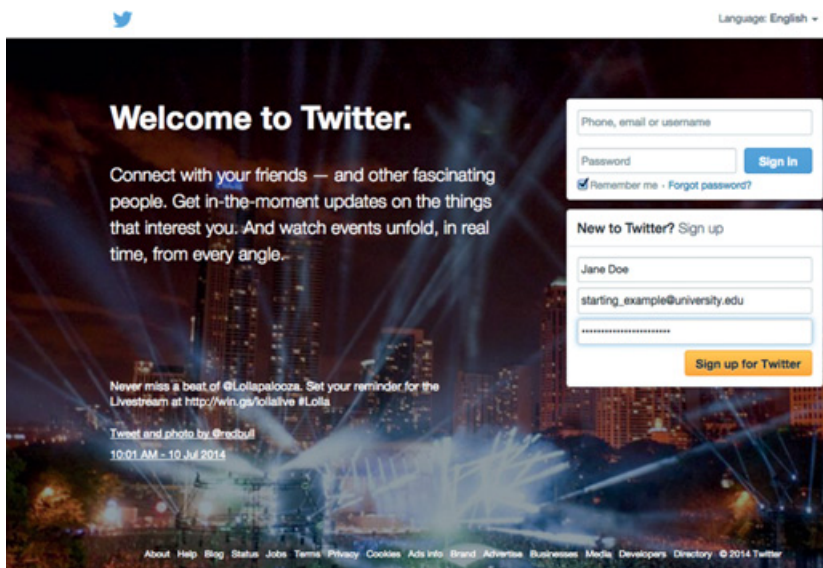 Language: English
Welcome to Twitter.
Connect with your friends — and other fascinating
people. Get in-the-moment updates on the things
that interest you. And watch events unfold, in real
time, from every angle.
Never miss a beat of @Lollapalooza. Set your reminder for the
Livestream at http://win.gs/lollalive #Lolla
Tweet and photo by @redbull
10:01 AM - 10 Jul 2014
Phone, email or username
Password
Sign In
Remember me · Forgot password?
New to Twitter? Sign up
Jane Doe
starting_example@university.edu
Sign up for Twitter
About Help Blog Status Jobs Terms Privacy Cookies Ads info Brand Advertise Businesses Media Developers Directory © 2014 Twitter